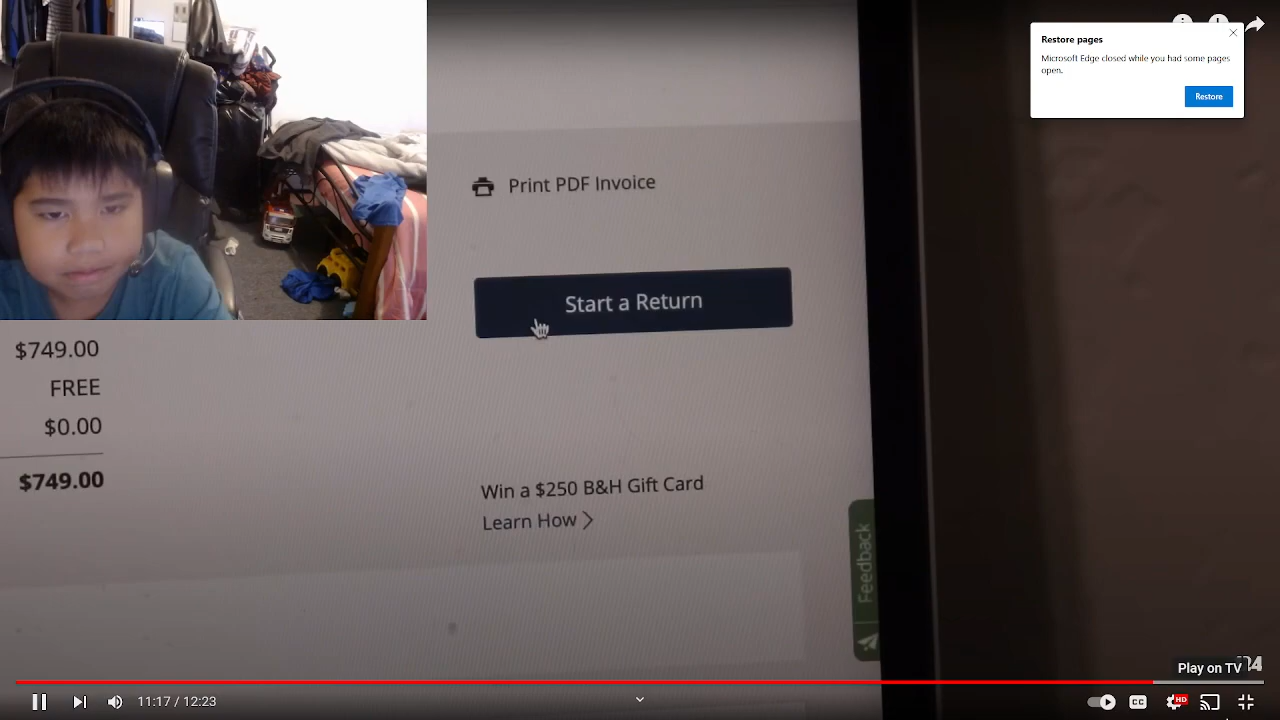 Restore pages
Microsoft Edge closed while you had some pages
open.
Restore
Print PDF Invoice
Start a Return
$749.00
FREE
$0.00
$749.00
Win a $250 B&H Gift Card
Learn How
Feedback
Play on TV
11:17 / 12:23
CC
HD